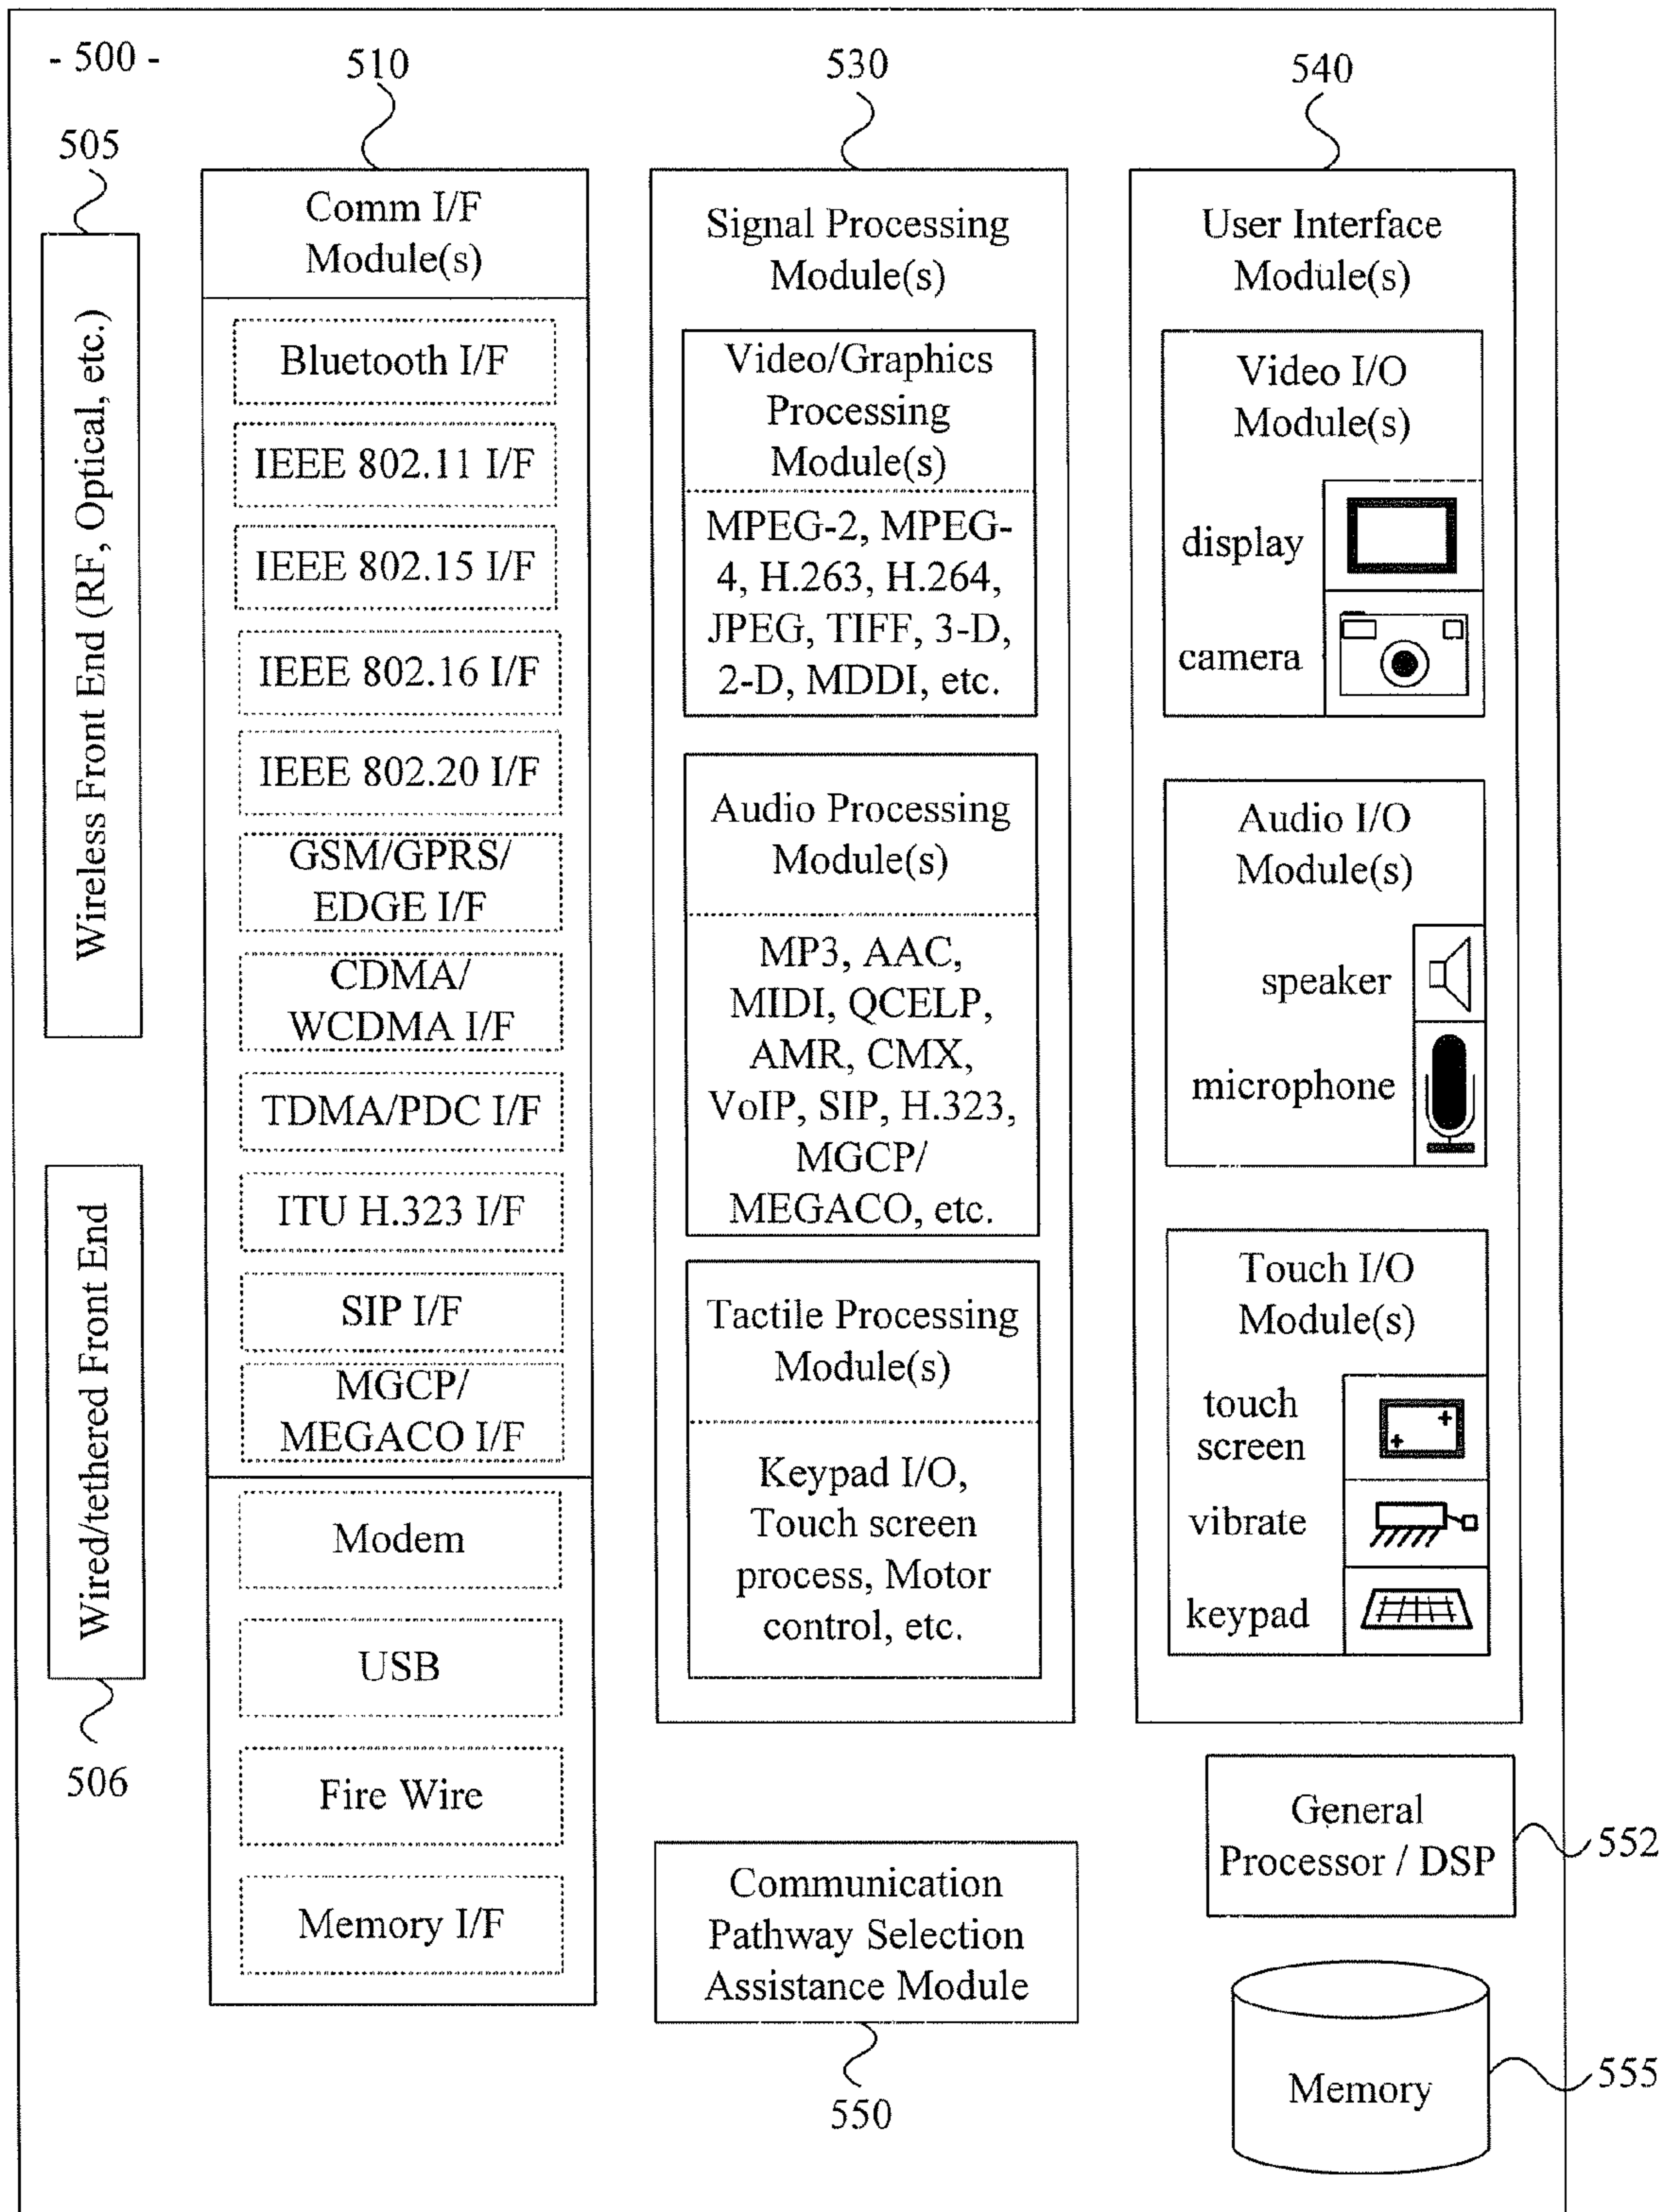 - 500 -
505
Wireless Front End (RF, Optical, etc.)
Wired/tethered Front End
506
510
Comm I/F
Module(s)
Bluetooth I/F
IEEE 802.11 I/F
IEEE 802.15 I/F
IEEE 802.16 I/F
IEEE 802.20 I/F
GSM/GPRS/
EDGE I/F
CDMA/
WCDMA I/F
TDMA/PDC I/F
ITU H.323 I/F
SIP I/F
MGCP/
MEGACO I/F
Modem
USB
Fire Wire
Memory I/F
530
Signal Processing
Module(s)
Video/Graphics
Processing
Module(s)
MPEG-2, MPEG-
4, H.263, H.264,
JPEG, TIFF, 3-D,
2-D, MDDI, etc.
Audio Processing
Module(s)
MP3, AAC,
MIDI, QCELP,
AMR, CMX,
VoIP, SIP, H.323,
MGCP/
MEGACO, etc.
Tactile Processing
Module(s)
Keypad I/O,
Touch screen
process, Motor
control, etc.
Communication
Pathway Selection
Assistance Module
550
540
User Interface
Module(s)
Video I/O
Module(s)
display
camera
Audio I/O
Module(s)
speaker
microphone
Touch I/O
Module(s)
touch
screen
vibrate
keypad
General
Processor / DSP
552
Memory
555